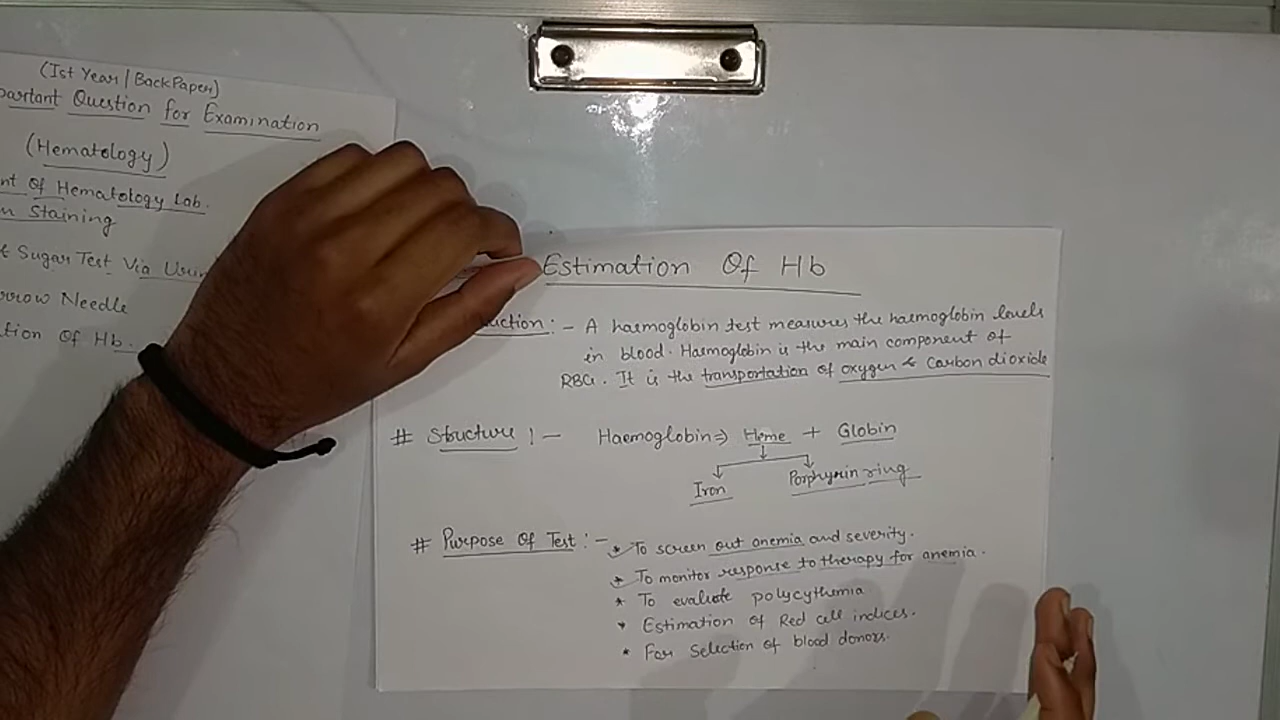 (Ist Year / Back Paper)
Question for Examination
(Hematology)
Of Hematology Lab.
Staining
Sugar Test Via
Needle
Of Hb.
Estimation Of Hb
:- A haemoglobin test measures the haemoglobin levels
in blood. Haemoglobin is the main component of
RBCs. It is the transportation of oxygen & Carbon dioxide
# Structure :- Haemoglobin ⇒ Heme + Globin
Iron Porphyrin ring
# Purpose Of Test :- * To screen out anemia and severity.
* To monitor response to therapy for anemia.
* To evaluate polycythemia
* Estimation of Red cell indices.
* For Selection of blood donors.